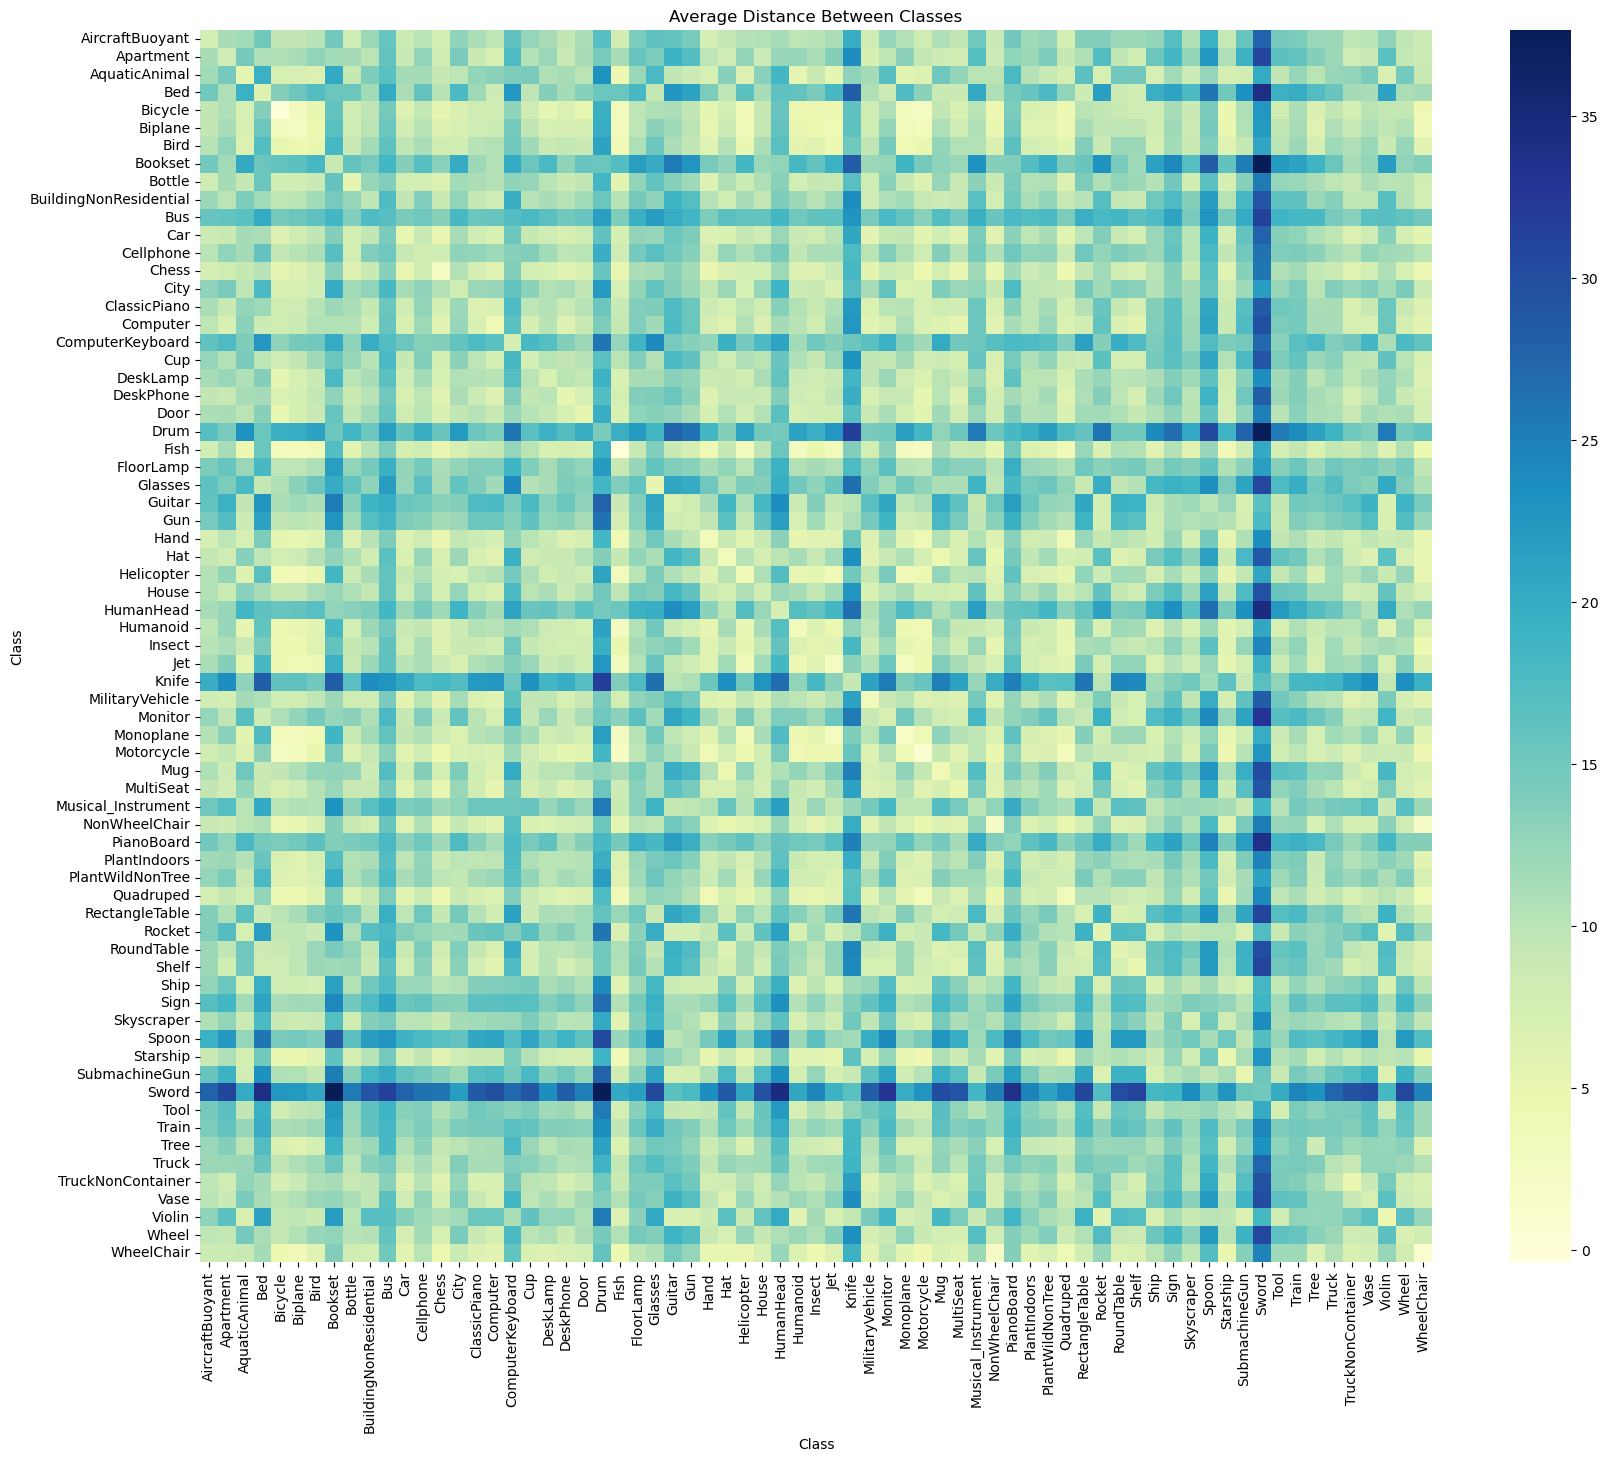 Average Distance Between Classes
Class
AircraftBuoyant
Apartment
AquaticAnimal
Bed
Bicycle
Biplane
Bird
Bookset
Bottle
BuildingNonResidential
Bus
Car
Cellphone
Chess
City
ClassicPiano
Computer
ComputerKeyboard
Cup
DeskLamp
DeskPhone
Door
Drum
Fish
FloorLamp
Glasses
Guitar
Gun
Hand
Hat
Helicopter
House
HumanHead
Humanoid
Insect
Jet
Knife
MilitaryVehicle
Monitor
Monoplane
Motorcycle
Mug
MultiSeat
Musical_Instrument
NonWheelChair
PianoBoard
PlantIndoors
PlantWildNonTree
Quadruped
RectangleTable
Rocket
RoundTable
Shelf
Ship
Sign
Skyscraper
Spoon
Starship
SubmachineGun
Sword
Tool
Train
Tree
Truck
TruckNonContainer
Vase
Violin
Wheel
WheelChair
35
30
25
20
15
10
5
0
AircraftBuoyant
Apartment
AquaticAnimal
Bed
Bicycle
Biplane
Bird
Bookset
Bottle
BuildingNonResidential
Bus
Car
Cellphone
Chess
City
ClassicPiano
Computer
ComputerKeyboard
Cup
DeskLamp
DeskPhone
Door
Drum
Fish
FloorLamp
Glasses
Guitar
Gun
Hand
Hat
Helicopter
House
HumanHead
Humanoid
Insect
Jet
Knife
MilitaryVehicle
Monitor
Monoplane
Motorcycle
Mug
MultiSeat
Musical_Instrument
NonWheelChair
PianoBoard
PlantIndoors
PlantWildNonTree
Quadruped
RectangleTable
Rocket
RoundTable
Shelf
Ship
Sign
Skyscraper
Spoon
Starship
SubmachineGun
Sword
Tool
Train
Tree
Truck
TruckNonContainer
Vase
Violin
Wheel
WheelChair
Class